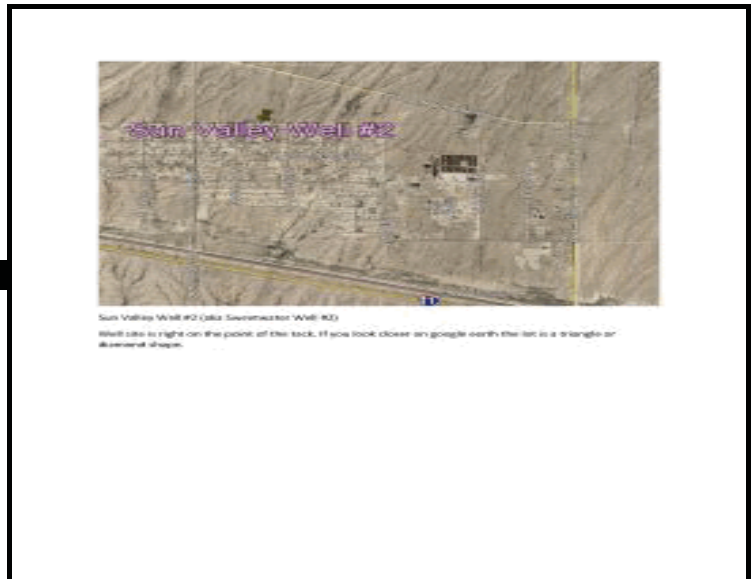 Sun Valley Well #2
Sun Valley Well #2 (aka Sweetwater Well #2)
Well site is right on the point of the tack. If you look closer on google earth the lot is a triangle or
diamond shape.